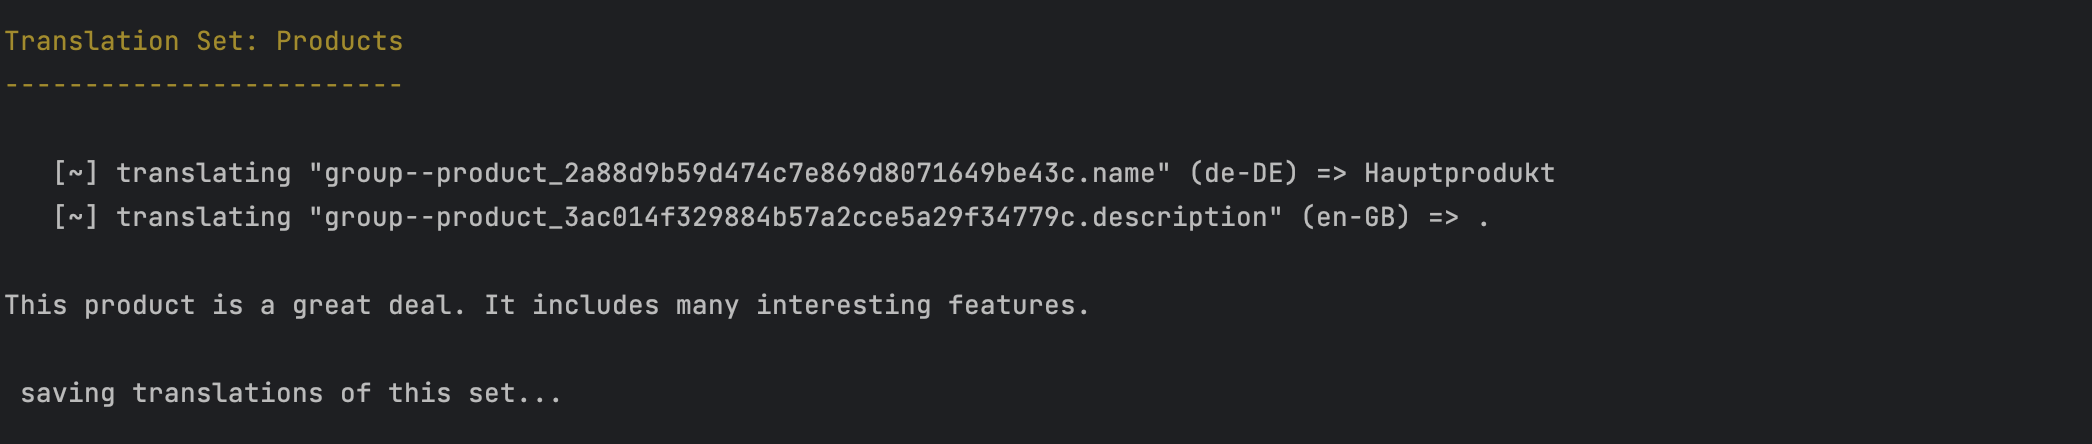 Translation Set: Products
-------------------------
[~] translating "group--product_2a88d9b59d474c7e869d8071649be43c.name" (de-DE) => Hauptprodukt
[~] translating "group--product_3ac014f329884b57a2cce5a29f34779c.description" (en-GB) => .
This product is a great deal. It includes many interesting features.
saving translations of this set...